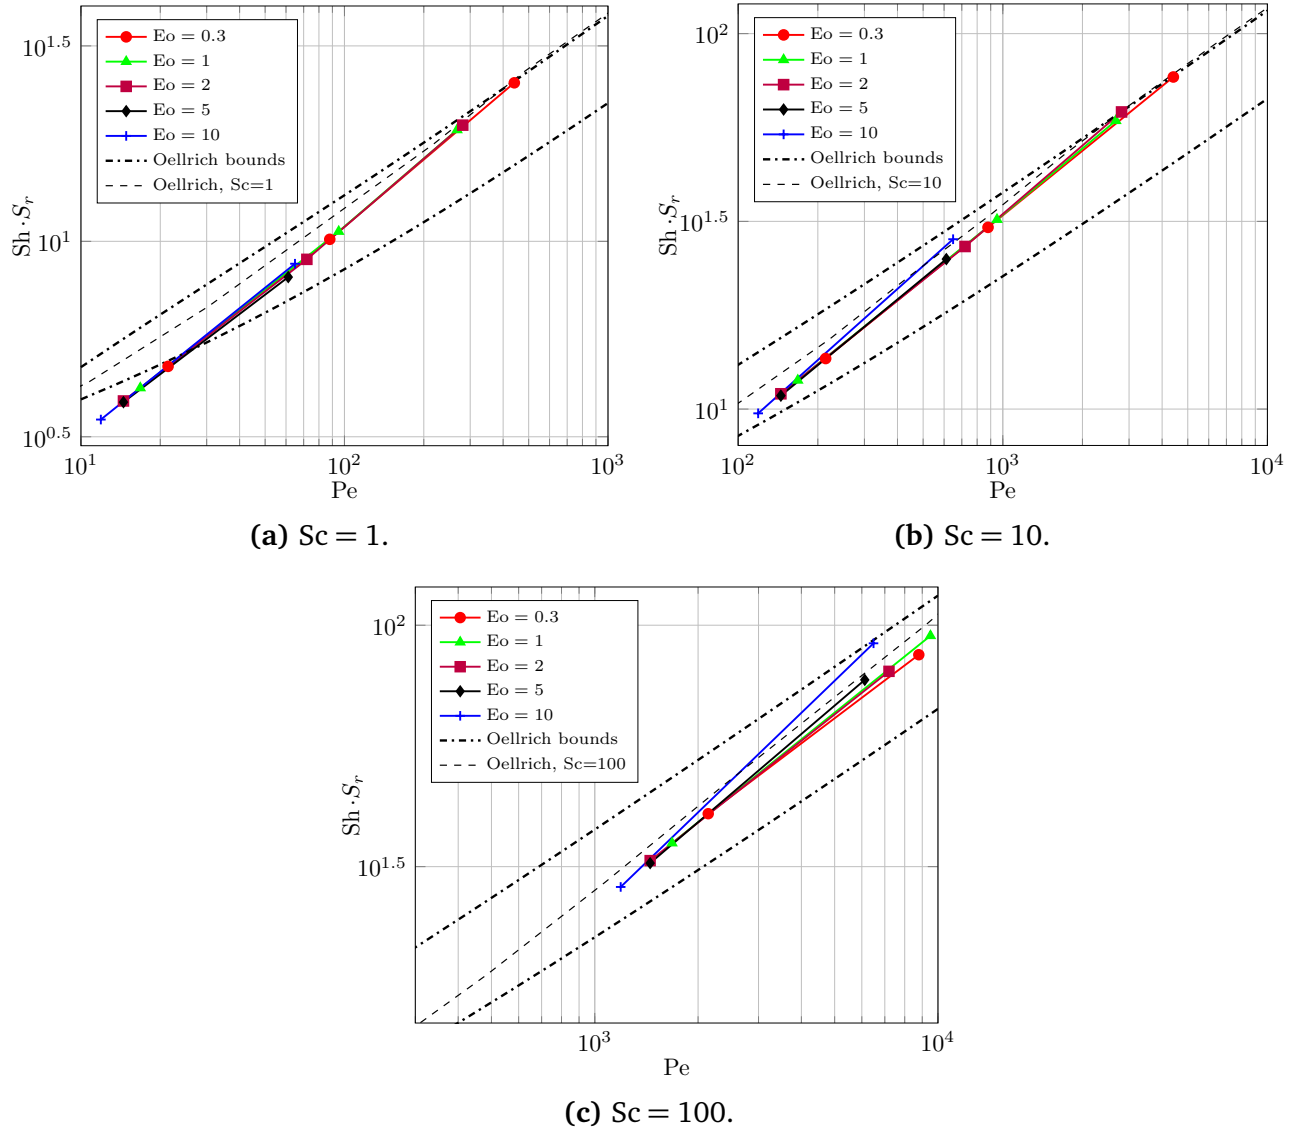 Eo = 0.3
Eo = 1
Eo = 2
Eo = 5
Eo = 10
Oellrich bounds
Oellrich, Sc=1
10^1.5
10^1
10^0.5
Sh · S_r
10^1
10^2
10^3
Pe
(a) Sc = 1.
Eo = 0.3
Eo = 1
Eo = 2
Eo = 5
Eo = 10
Oellrich bounds
Oellrich, Sc=10
10^2
10^1.5
10^1
Sh · S_r
10^2
10^3
10^4
Pe
(b) Sc = 10.
Eo = 0.3
Eo = 1
Eo = 2
Eo = 5
Eo = 10
Oellrich bounds
Oellrich, Sc=100
10^2
10^1.5
Sh · S_r
10^3
10^4
Pe
(c) Sc = 100.